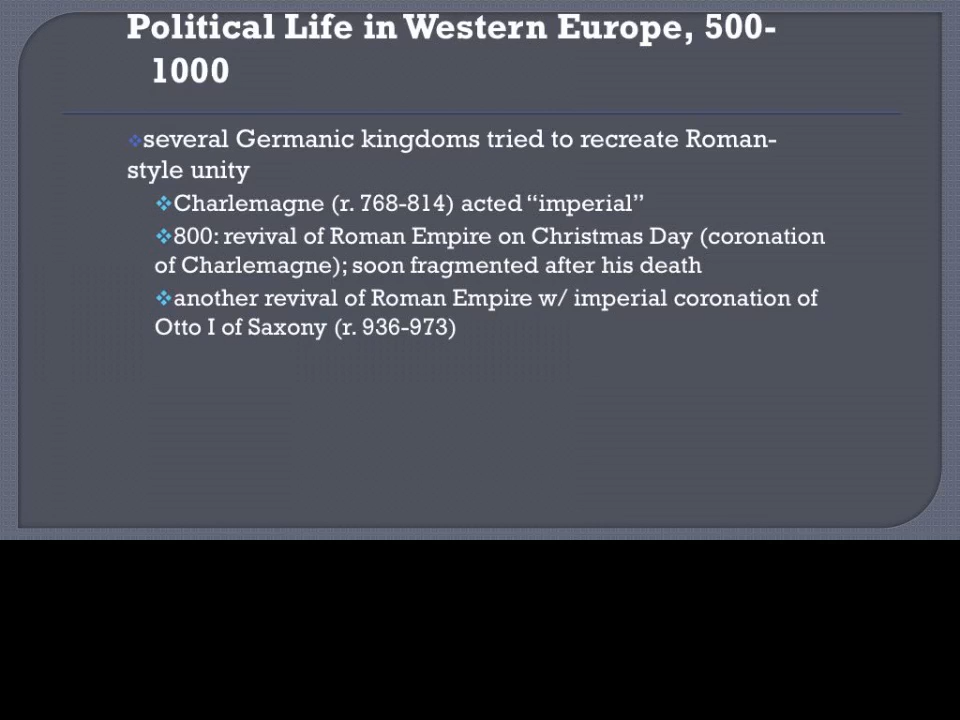 Political Life in Western Europe, 500-
1000
❖several Germanic kingdoms tried to recreate Roman-
style unity
❖Charlemagne (r. 768-814) acted “imperial”
❖800: revival of Roman Empire on Christmas Day (coronation
of Charlemagne); soon fragmented after his death
❖another revival of Roman Empire w/ imperial coronation of
Otto I of Saxony (r. 936-973)